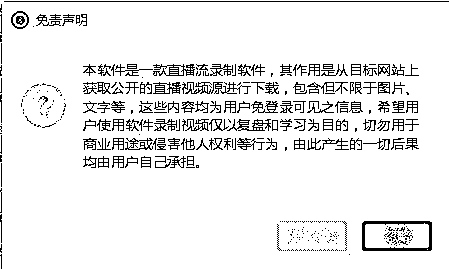 免责声明
本软件是一款直播流录制软件，其作用是从目标网站上
获取公开的直播视频源进行下载，包含但不限于图片、
文字等，这些内容均为用户免登录可见之信息，希望用
户使用软件录制视频仅以复盘和学习为目的，切勿用于
商业用途或侵害他人权利等行为，由此产生的一切后果
均由用户自己承担。